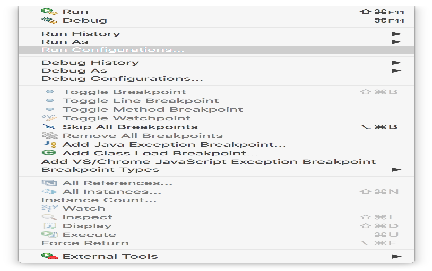 Run ⇧⌘F11
Debug ⌘F11
Run History
Run As
Run Configurations...
Debug History
Debug As
Debug Configurations...
Toggle Breakpoint ⇧⌘B
Toggle Line Breakpoint
Toggle Method Breakpoint
Toggle Watchpoint
Skip All Breakpoints ⌥⌘B
Remove All Breakpoints
Add Java Exception Breakpoint...
Add Class Load Breakpoint
Add VS/Chrome JavaScript Exception Breakpoint
Breakpoint Types
All References...
All Instances... ⇧⌘N
Instance Count...
Watch
Inspect ⇧⌘I
Display ⇧⌘D
Execute ⌘U
Force Return ⌥⌘F
External Tools